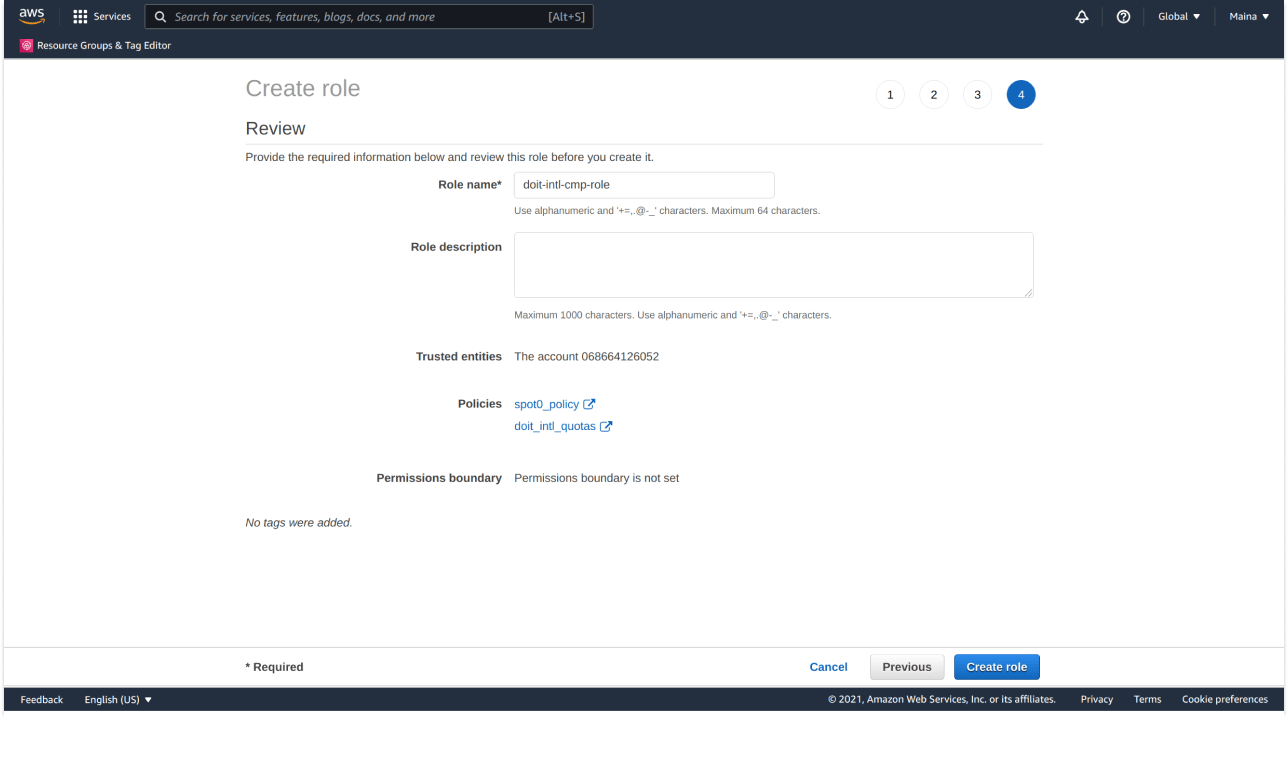 aws Services Search for services, features, blogs, docs, and more [Alt+S] Global ▼ Maina ▼
Resource Groups & Tag Editor
Create role 1 2 3 4
Review
Provide the required information below and review this role before you create it.
Role name* doit-intl-cmp-role
Use alphanumeric and '+=,.@-_' characters. Maximum 64 characters.
Role description
Maximum 1000 characters. Use alphanumeric and '+=,.@-_' characters.
Trusted entities The account 068664126052
Policies spot0_policy
doit_intl_quotas
Permissions boundary Permissions boundary is not set
No tags were added.
* Required Cancel Previous Create role
Feedback English (US) ▼ © 2021, Amazon Web Services, Inc. or its affiliates. Privacy Terms Cookie preferences